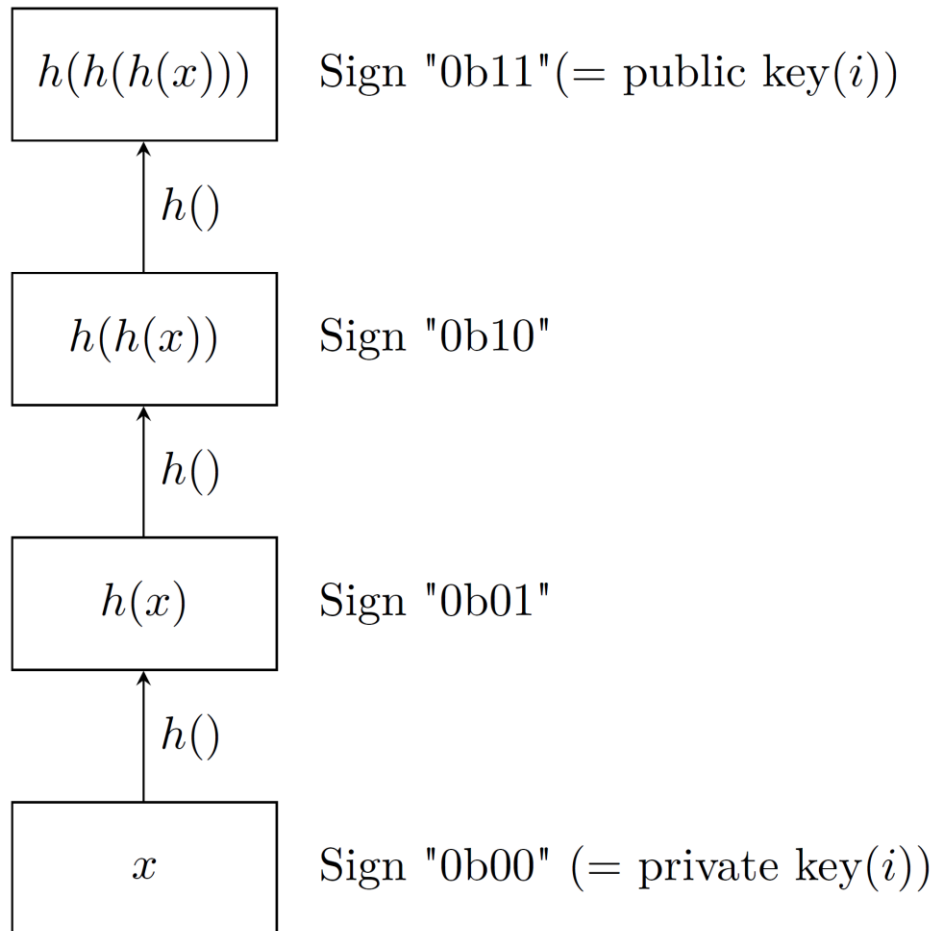 h(h(h(x))) Sign "0b11"(= public key(i))
h()
h(h(x)) Sign "0b10"
h()
h(x) Sign "0b01"
h()
x Sign "0b00" (= private key(i))